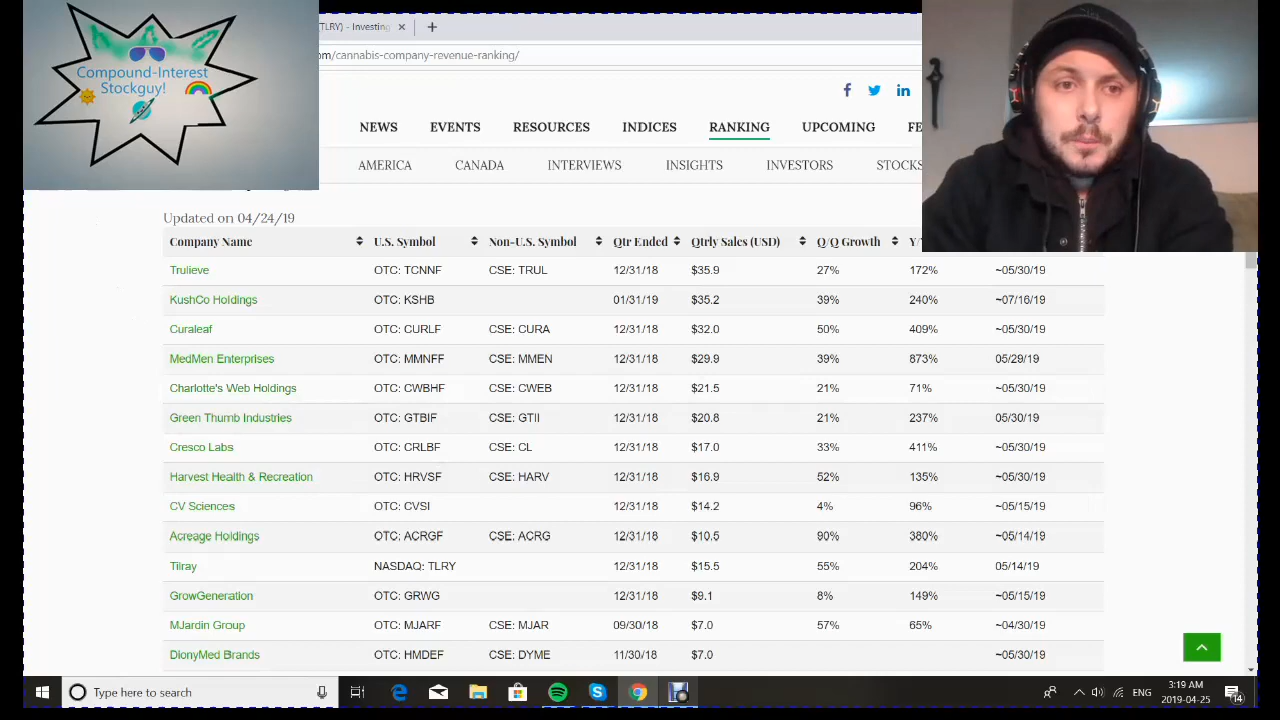 (TLRY) - Investing
Compound-Interest
Stockguy!
om/cannabis-company-revenue-ranking/
NEWS EVENTS RESOURCES INDICES RANKING UPCOMING FE
AMERICA CANADA INTERVIEWS INSIGHTS INVESTORS STOCKS
Updated on 04/24/19
Company Name U.S. Symbol Non-U.S. Symbol Qtr Ended Qtrly Sales (USD) Q/Q Growth Y/
Trulieve OTC: TCNNF CSE: TRUL 12/31/18 $35.9 27% 172% ~05/30/19
KushCo Holdings OTC: KSHB 01/31/19 $35.2 39% 240% ~07/16/19
Curaleaf OTC: CURLF CSE: CURA 12/31/18 $32.0 50% 409% ~05/30/19
MedMen Enterprises OTC: MMNFF CSE: MMEN 12/31/18 $29.9 39% 873% 05/29/19
Charlotte's Web Holdings OTC: CWBHF CSE: CWEB 12/31/18 $21.5 21% 71% ~05/30/19
Green Thumb Industries OTC: GTBIF CSE: GTII 12/31/18 $20.8 21% 237% 05/30/19
Cresco Labs OTC: CRLBF CSE: CL 12/31/18 $17.0 33% 411% ~05/30/19
Harvest Health & Recreation OTC: HRVSF CSE: HARV 12/31/18 $16.9 52% 135% ~05/30/19
CV Sciences OTC: CVSI 12/31/18 $14.2 4% 96% ~05/15/19
Acreage Holdings OTC: ACRGF CSE: ACRG 12/31/18 $10.5 90% 380% ~05/14/19
Tilray NASDAQ: TLRY 12/31/18 $15.5 55% 204% 05/14/19
GrowGeneration OTC: GRWG 12/31/18 $9.1 8% 149% ~05/15/19
MJardin Group OTC: MJARF CSE: MJAR 09/30/18 $7.0 57% 65% ~04/30/19
DionyMed Brands OTC: HMDEF CSE: DYME 11/30/18 $7.0 ~05/30/19
Type here to search
ENG
3:19 AM
2019-04-25
14